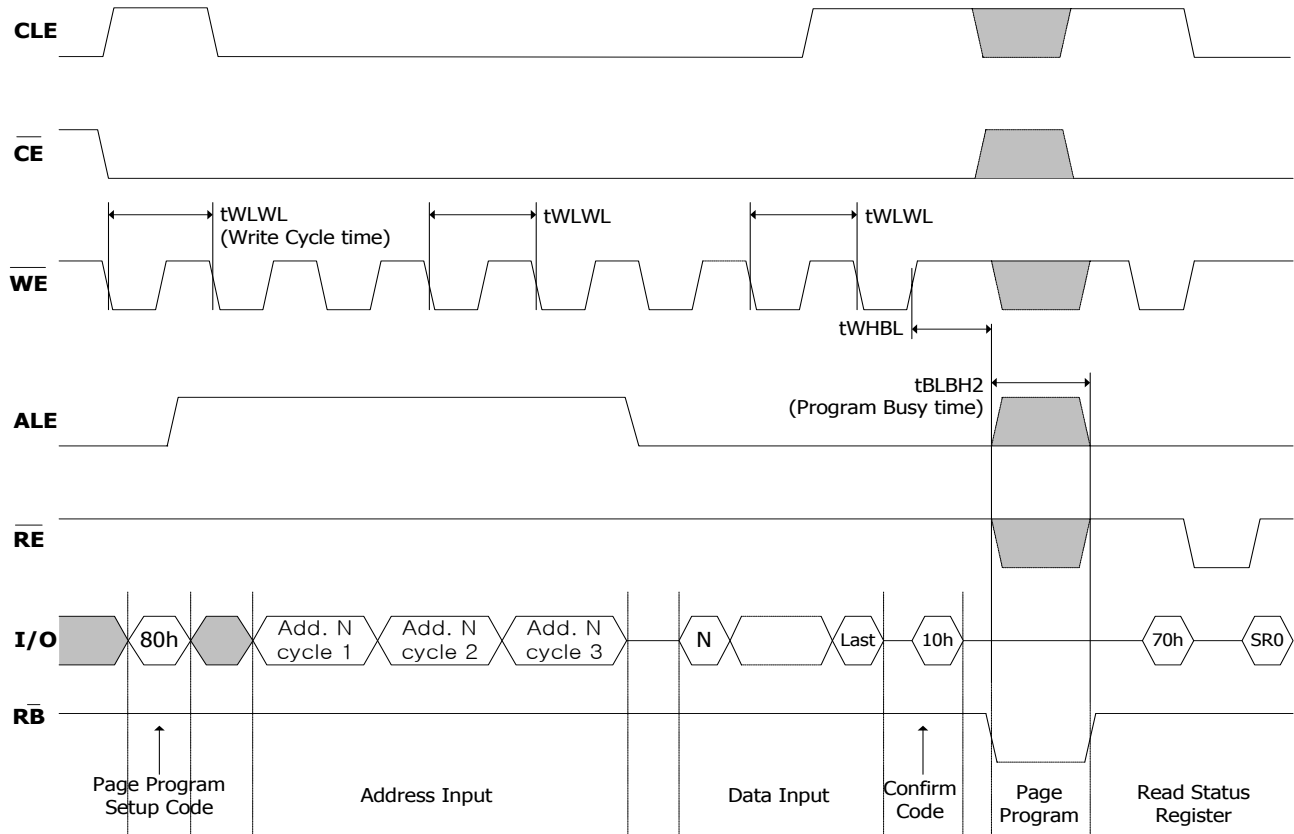 CLE
CE
tWLWL
(Write Cycle time)
tWLWL
tWLWL
WE
tWHBL
tBLBH2
(Program Busy time)
ALE
RE
I/O
80h
Add. N
cycle 1
Add. N
cycle 2
Add. N
cycle 3
N
Last
10h
70h
SR0
RB
Page Program
Setup Code
Address Input
Data Input
Confirm
Code
Page
Program
Read Status
Register